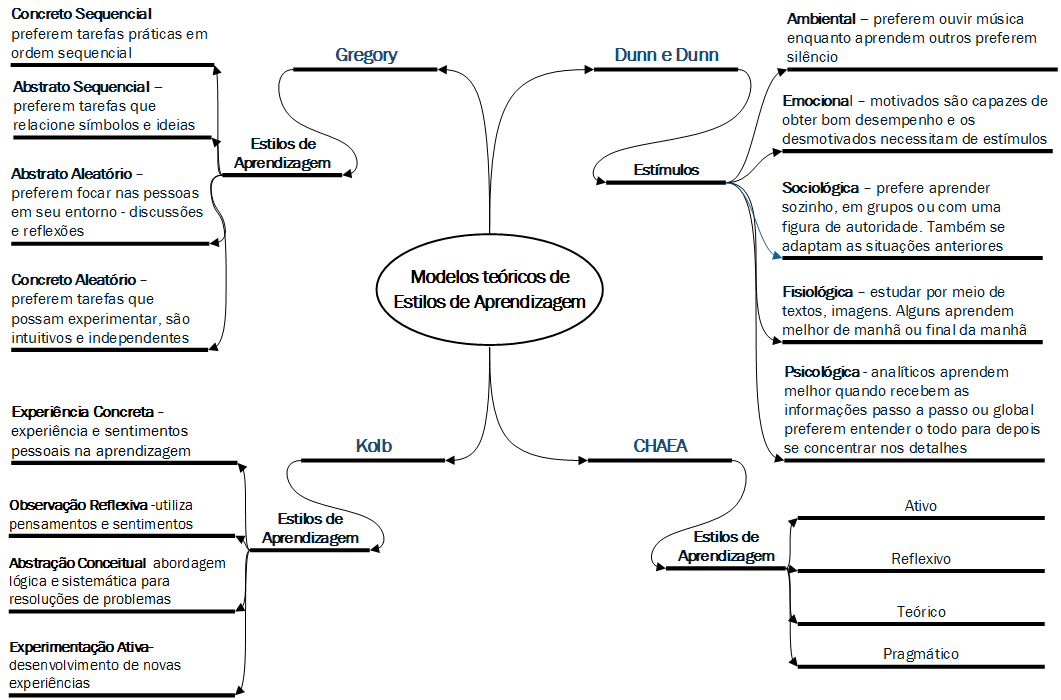 Modelos teóricos de
Estilos de Aprendizagem
Gregory
Estilos de
Aprendizagem
Concreto Sequencial
preferem tarefas práticas em
ordem sequencial
Abstrato Sequencial –
preferem tarefas que
relacione símbolos e ideias
Abstrato Aleatório –
preferem focar nas pessoas
em seu entorno - discussões
e reflexões
Concreto Aleatório –
preferem tarefas que
possam experimentar, são
intuitivos e independentes
Dunn e Dunn
Estímulos
Ambiental – preferem ouvir música
enquanto aprendem outros preferem
silêncio
Emocional – motivados são capazes de
obter bom desempenho e os
desmotivados necessitam de estímulos
Sociológica – prefere aprender
sozinho, em grupos ou com uma
figura de autoridade. Também se
adaptam as situações anteriores
Fisiológica – estudar por meio de
textos, imagens. Alguns aprendem
melhor de manhã ou final da manhã
Psicológica - analíticos aprendem
melhor quando recebem as
informações passo a passo ou global
preferem entender o todo para depois
se concentrar nos detalhes
Kolb
Estilos de
Aprendizagem
Experiência Concreta -
experiência e sentimentos
pessoais na aprendizagem
Observação Reflexiva -utiliza
pensamentos e sentimentos
Abstração Conceitual abordagem
lógica e sistemática para
resoluções de problemas
Experimentação Ativa-
desenvolvimento de novas
experiências
CHAEA
Estilos de
Aprendizagem
Ativo
Reflexivo
Teórico
Pragmático